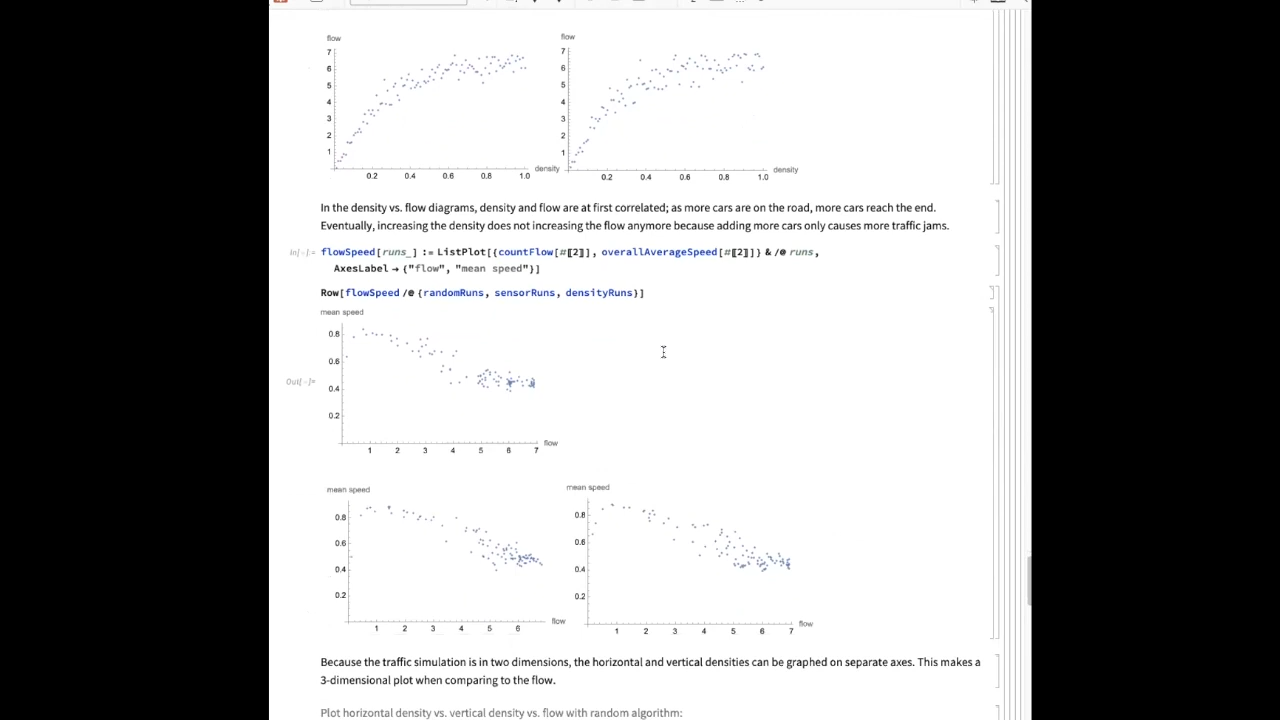 flow
flow
7
6
5
4
3
2
1
0.2 0.4 0.6 0.8 1.0
density
7
6
5
4
3
2
1
0.2 0.4 0.6 0.8 1.0
density
In the density vs. flow diagrams, density and flow are at first correlated; as more cars are on the road, more cars reach the end.
Eventually, increasing the density does not increasing the flow anymore because adding more cars only causes more traffic jams.
In[-]:= flowSpeed[runs_] := ListPlot[{countFlow[#〚2〛], overallAverageSpeed[#〚2〛]} & /@ runs,
AxesLabel → {"flow", "mean speed"}]
Row[flowSpeed /@ {randomRuns, sensorRuns, densityRuns}]
mean speed
0.8
0.6
0.4
0.2
Out[-]=
1 2 3 4 5 6 7
flow
mean speed
0.8
0.6
0.4
0.2
1 2 3 4 5 6
flow
mean speed
0.8
0.6
0.4
0.2
1 2 3 4 5 6 7
flow
Because the traffic simulation is in two dimensions, the horizontal and vertical densities can be graphed on separate axes. This makes a
3-dimensional plot when comparing to the flow.
Plot horizontal density vs. vertical density vs. flow with random algorithm: